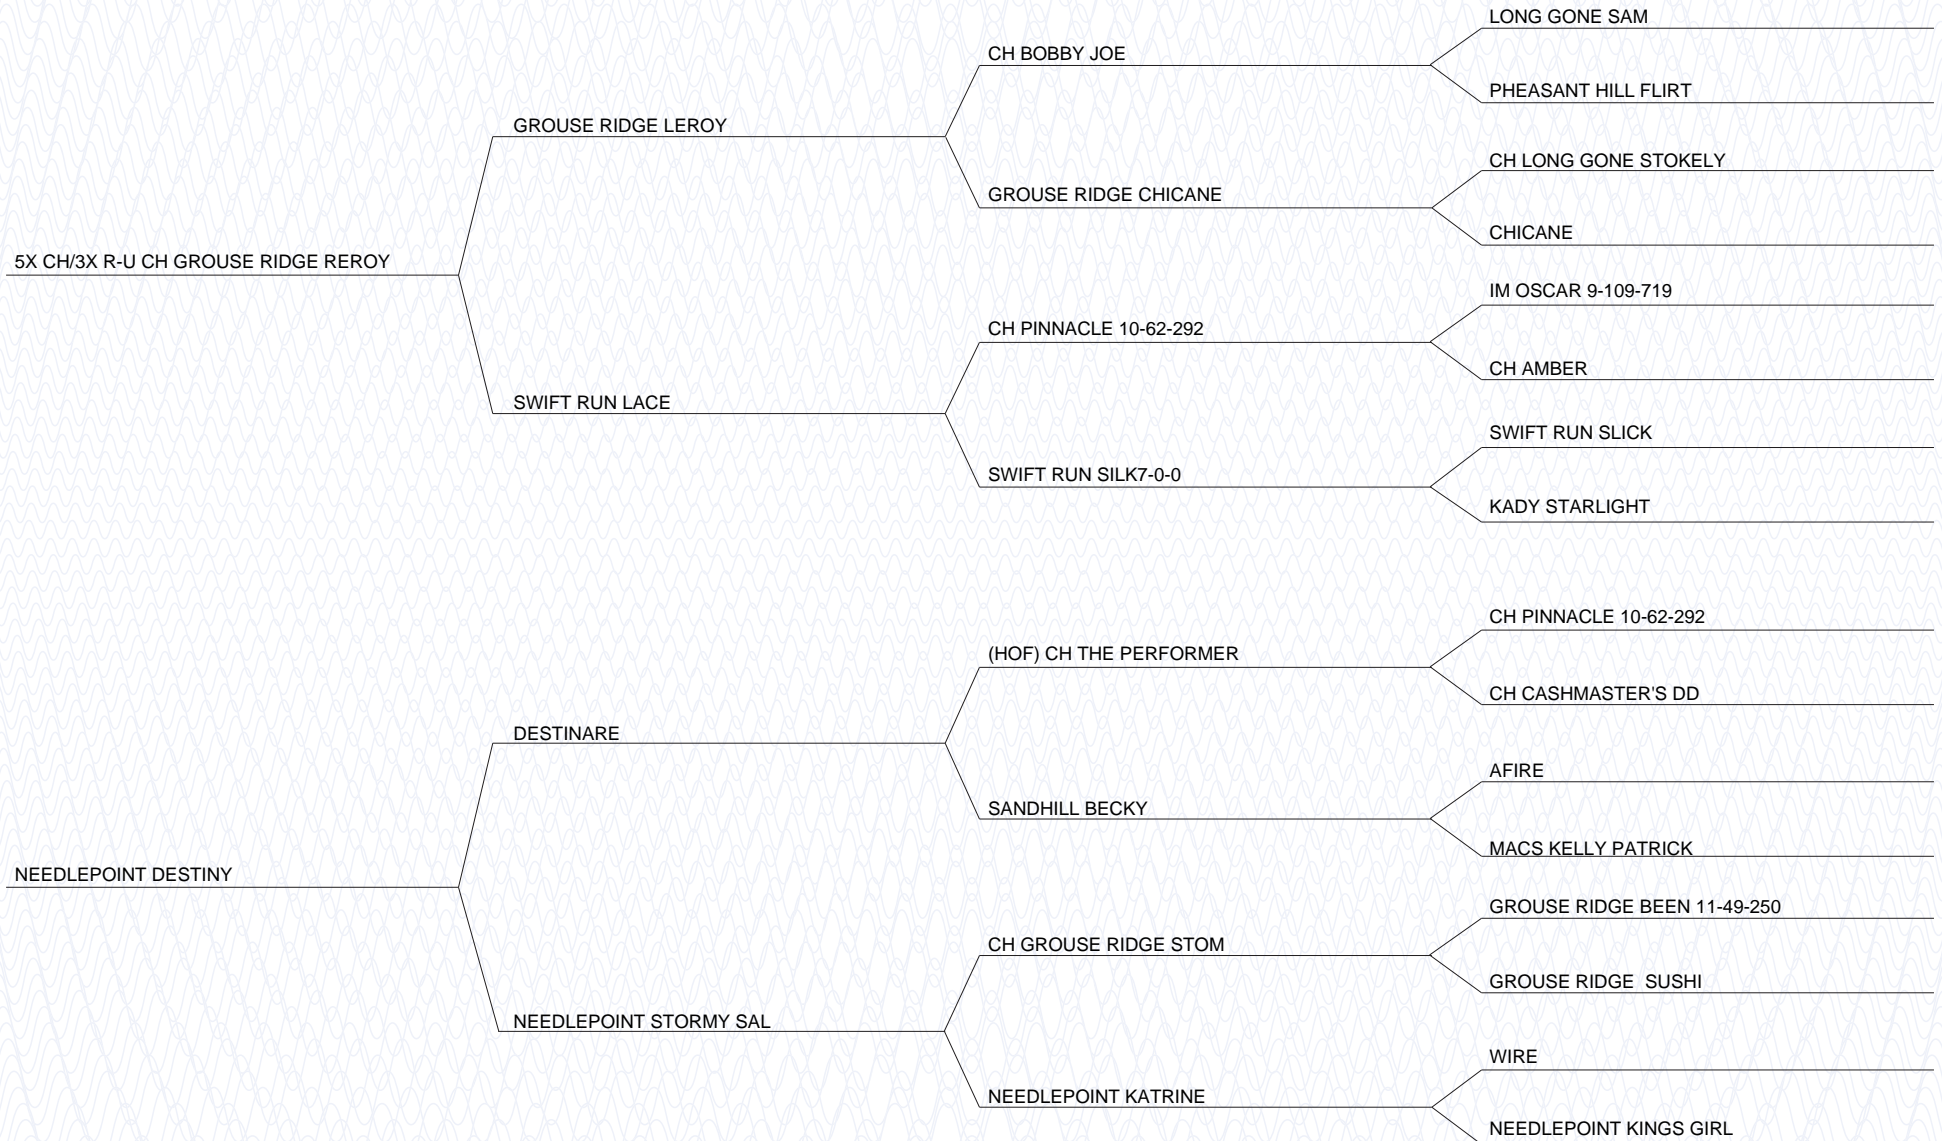 LONG GONE SAM
CH BOBBY JOE
PHEASANT HILL FLIRT
GROUSE RIDGE LEROY
CH LONG GONE STOKELY
GROUSE RIDGE CHICANE
CHICANE
5X CH/3X R-U CH GROUSE RIDGE REROY
IM OSCAR 9-109-719
CH PINNACLE 10-62-292
CH AMBER
SWIFT RUN LACE
SWIFT RUN SLICK
SWIFT RUN SILK7-0-0
KADY STARLIGHT
CH PINNACLE 10-62-292
(HOF) CH THE PERFORMER
CH CASHMASTER'S DD
DESTINARE
AFIRE
SANDHILL BECKY
MACS KELLY PATRICK
NEEDLEPOINT DESTINY
GROUSE RIDGE BEEN 11-49-250
CH GROUSE RIDGE STOM
GROUSE RIDGE  SUSHI
NEEDLEPOINT STORMY SAL
WIRE
NEEDLEPOINT KATRINE
NEEDLEPOINT KINGS GIRL